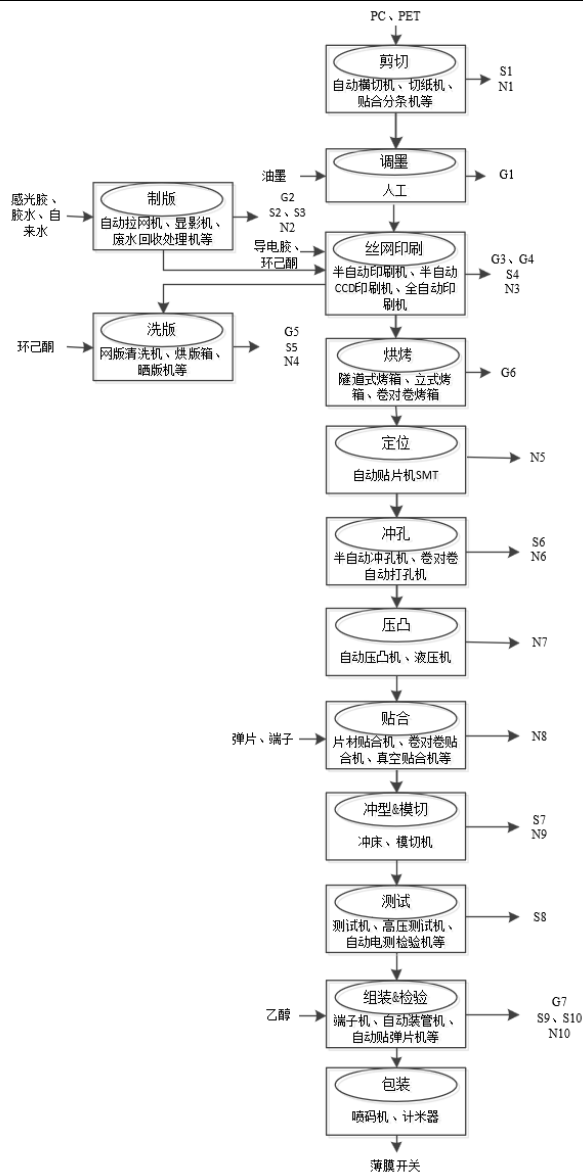 PC、PET
剪切
自动横切机、切纸机、
贴合分条机等
S1
N1
油墨
调墨
人工
G1
感光胶、
胶水、自
来水
制版
自动拉网机、显影机、
废水回收处理机等
G2
S2、S3
N2
导电胶、
环己酮
丝网印刷
半自动印刷机、半自动
CCD印刷机、全自动印
刷机
G3、G4
S4
N3
环己酮
洗版
网版清洗机、烘版箱、
晒版机等
G5
S5
N4
烘烤
隧道式烤箱、立式烤
箱、卷对卷烤箱
G6
定位
自动贴片机SMT
N5
冲孔
半自动冲孔机、卷对卷
自动打孔机
S6
N6
压凸
自动压凸机、液压机
N7
弹片、端子
贴合
片材贴合机、卷对卷贴
合机、真空贴合机等
N8
冲型&模切
冲床、模切机
S7
N9
测试
测试机、高压测试机、
自动电测检验机等
S8
乙醇
组装&检验
端子机、自动装管机、
自动贴弹片机等
G7
S9、S10
N10
包装
喷码机、计米器
薄膜开关